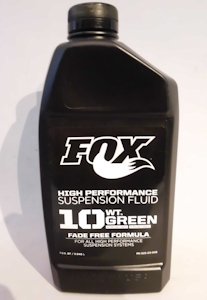 FOX
HIGH PERFORMANCE
SUSPENSION FLUID
10 WT.
GREEN
FADE FREE FORMULA
FOR ALL HIGH PERFORMANCE
SUSPENSION SYSTEMS